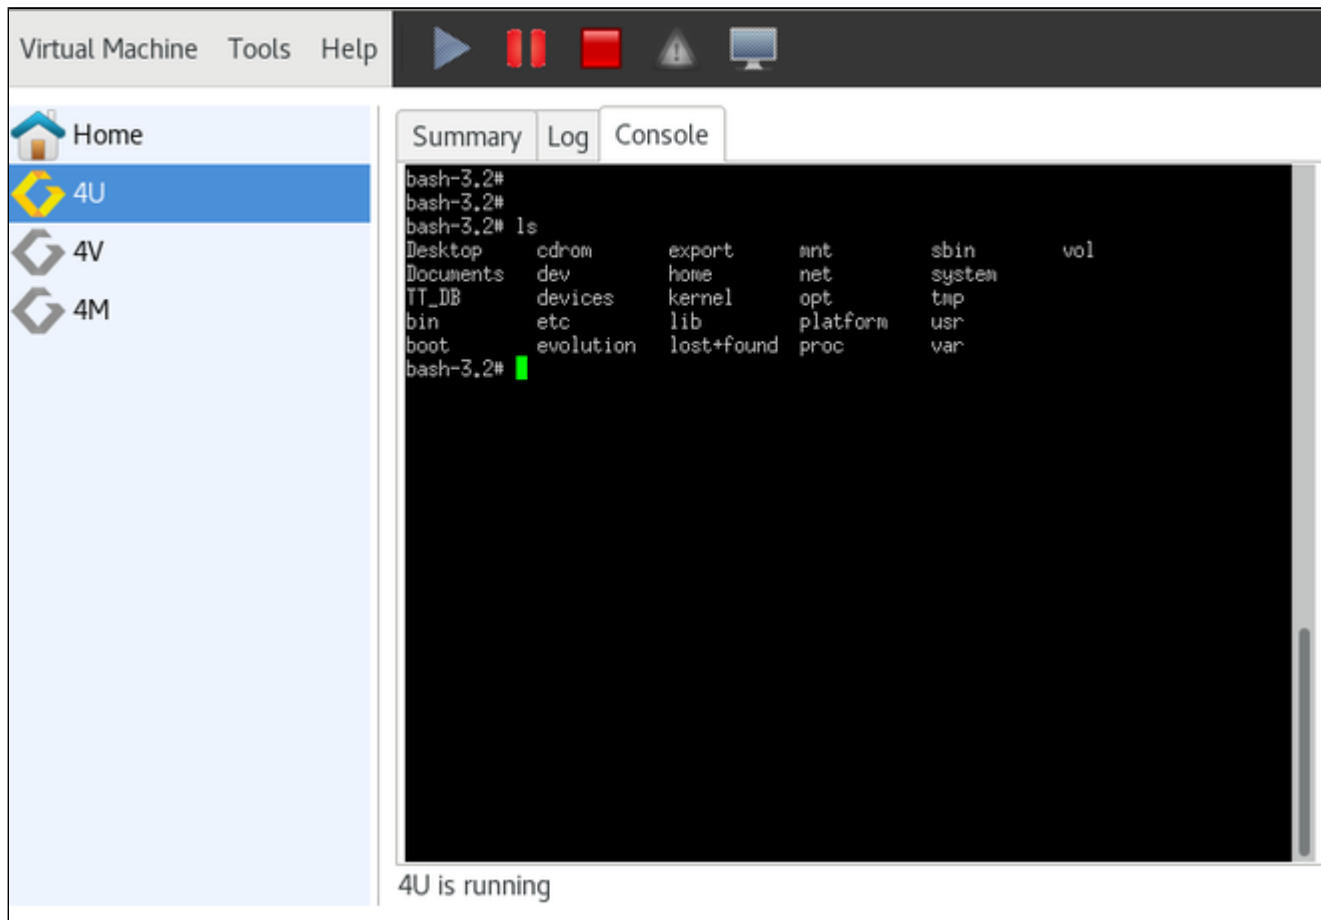 Virtual Machine Tools Help
Home
4U
4V
4M
Summary Log Console
bash-3.2#
bash-3.2#
bash-3.2# ls
Desktop cdrom export mnt sbin vol
Documents dev home net system
TT_DB devices kernel opt tmp
bin etc lib platform usr
boot evolution lost+found proc var
bash-3.2#
4U is running